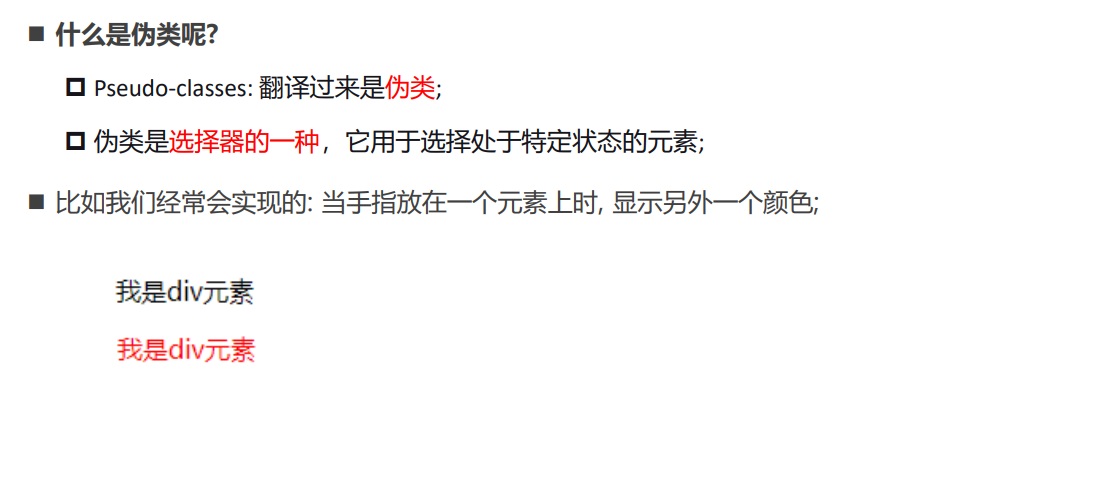 什么是伪类呢?
Pseudo-classes: 翻译过来是伪类;
伪类是选择器的一种，它用于选择处于特定状态的元素;
比如我们经常会实现的: 当手指放在一个元素上时, 显示另外一个颜色;
我是div元素
我是div元素